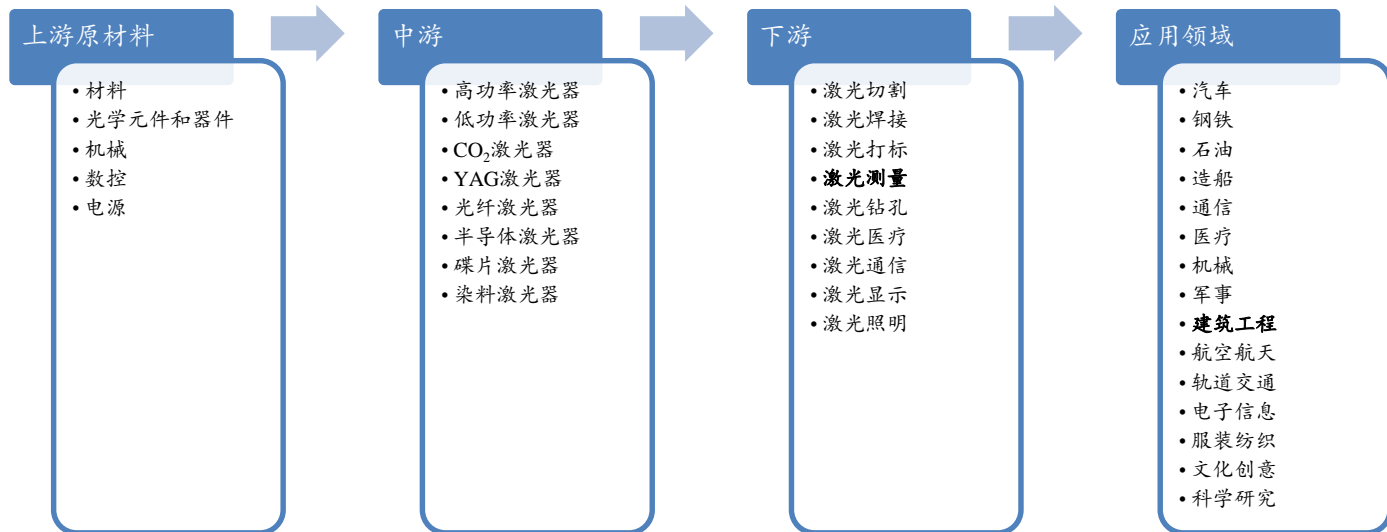 上游原材料
• 材料
• 光学元件和器件
• 机械
• 数控
• 电源
中游
• 高功率激光器
• 低功率激光器
• CO₂激光器
• YAG激光器
• 光纤激光器
• 半导体激光器
• 碟片激光器
• 染料激光器
下游
• 激光切割
• 激光焊接
• 激光打标
• 激光测量
• 激光钻孔
• 激光医疗
• 激光通信
• 激光显示
• 激光照明
应用领域
• 汽车
• 钢铁
• 石油
• 造船
• 通信
• 医疗
• 机械
• 军事
• 建筑工程
• 航空航天
• 轨道交通
• 电子信息
• 服装纺织
• 文化创意
• 科学研究